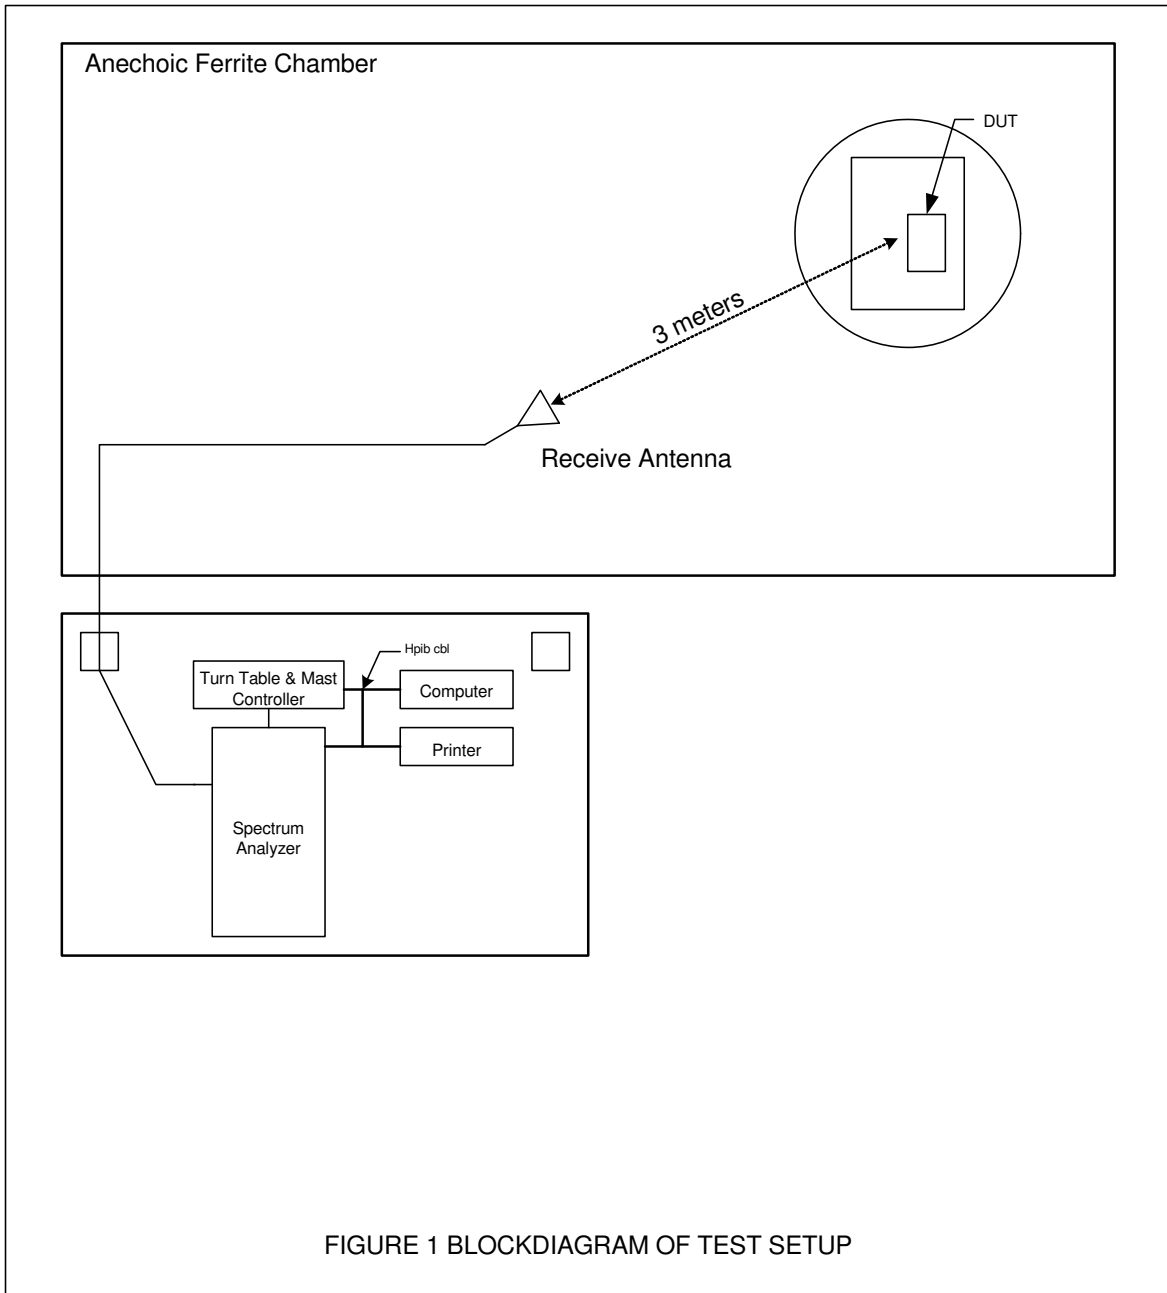 Anechoic Ferrite Chamber
DUT
3 meters
Receive Antenna
Hpib cbl
Turn Table & Mast
Controller
Computer
Printer
Spectrum
Analyzer
FIGURE 1 BLOCKDIAGRAM OF TEST SETUP